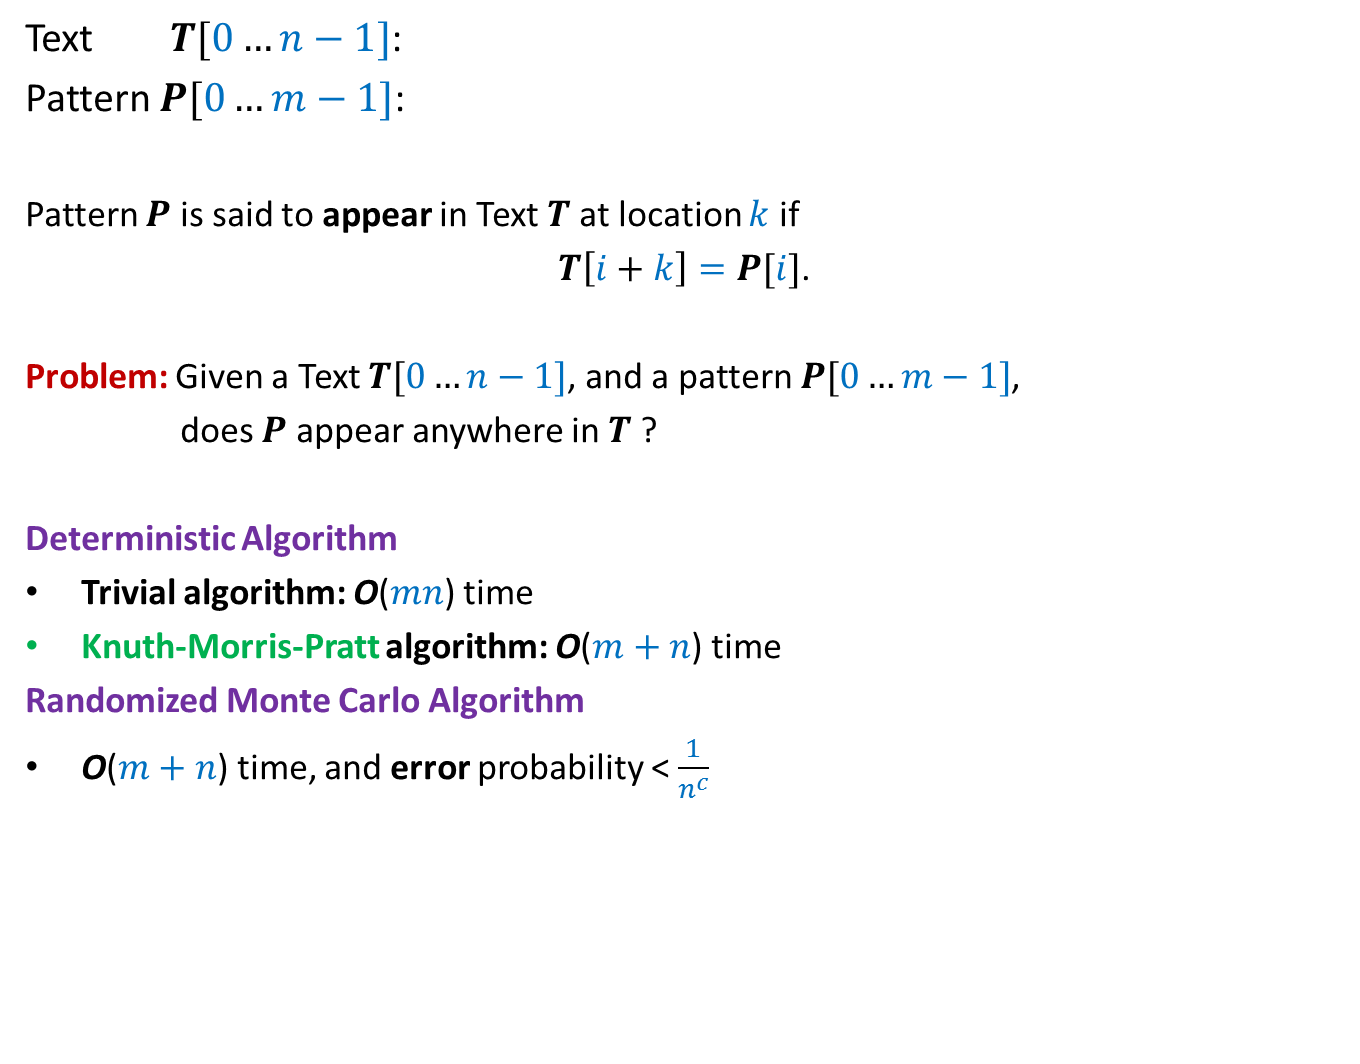 Text T[0 ... n − 1]:
Pattern P[0 ... m − 1]:
Pattern P is said to appear in Text T at location k if
T[i + k] = P[i].
Problem: Given a Text T[0 ... n − 1], and a pattern P[0 ... m − 1],
does P appear anywhere in T ?
Deterministic Algorithm
• Trivial algorithm: O(mn) time
• Knuth-Morris-Pratt algorithm: O(m + n) time
Randomized Monte Carlo Algorithm
• O(m + n) time, and error probability < 1/n^c